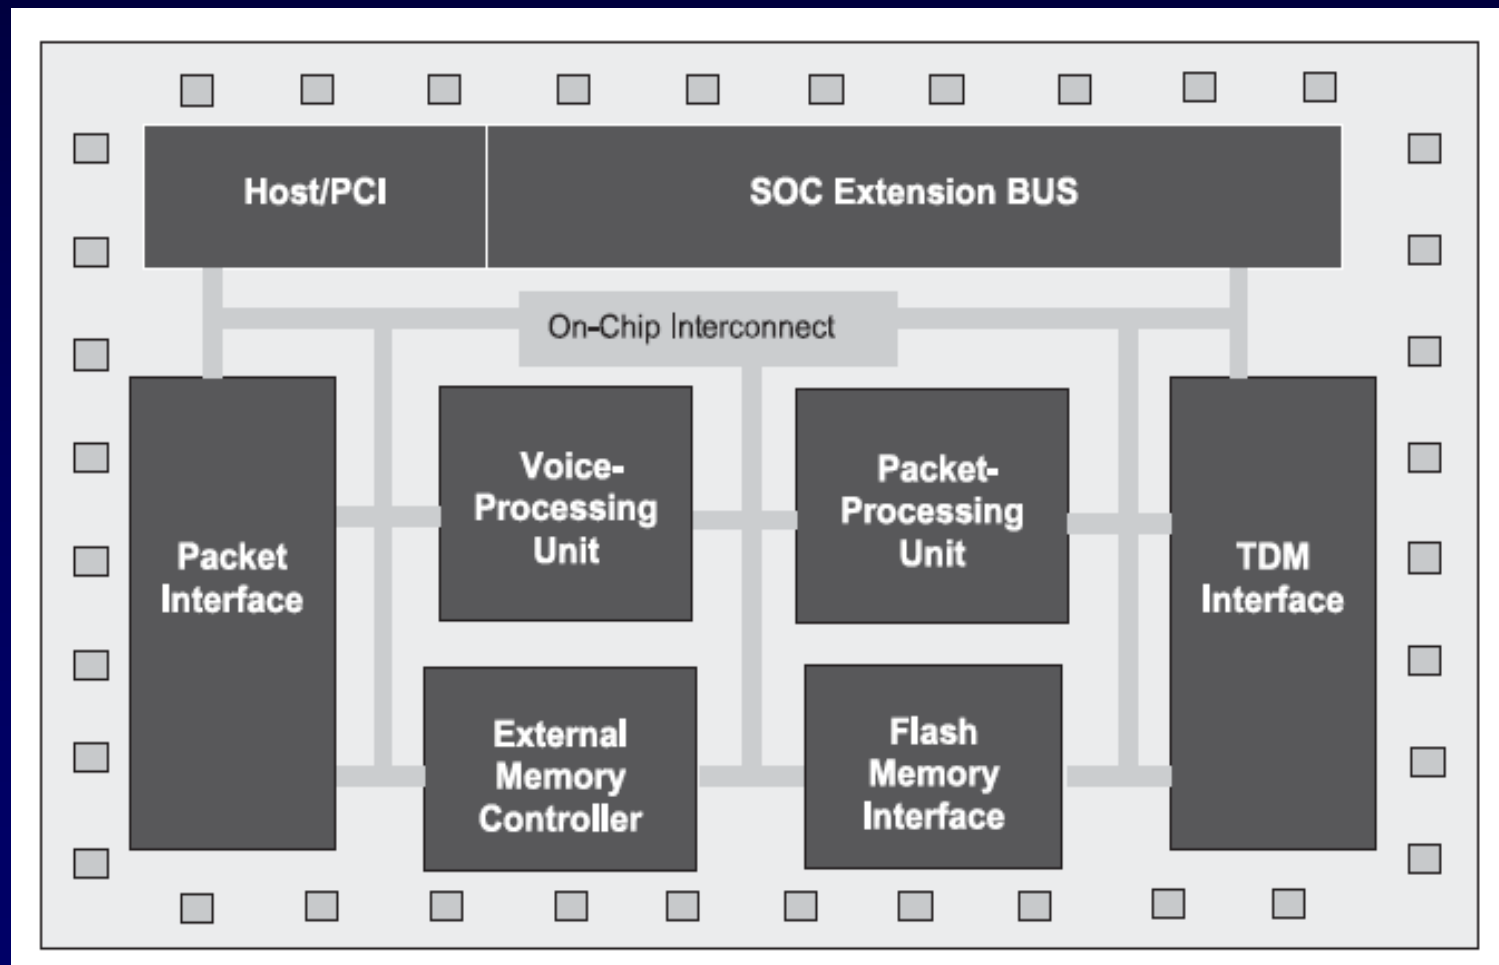 Host/PCI
SOC Extension BUS
On-Chip Interconnect
Voice-
Processing
Unit
Packet-
Processing
Unit
Packet
Interface
TDM
Interface
External
Memory
Controller
Flash
Memory
Interface